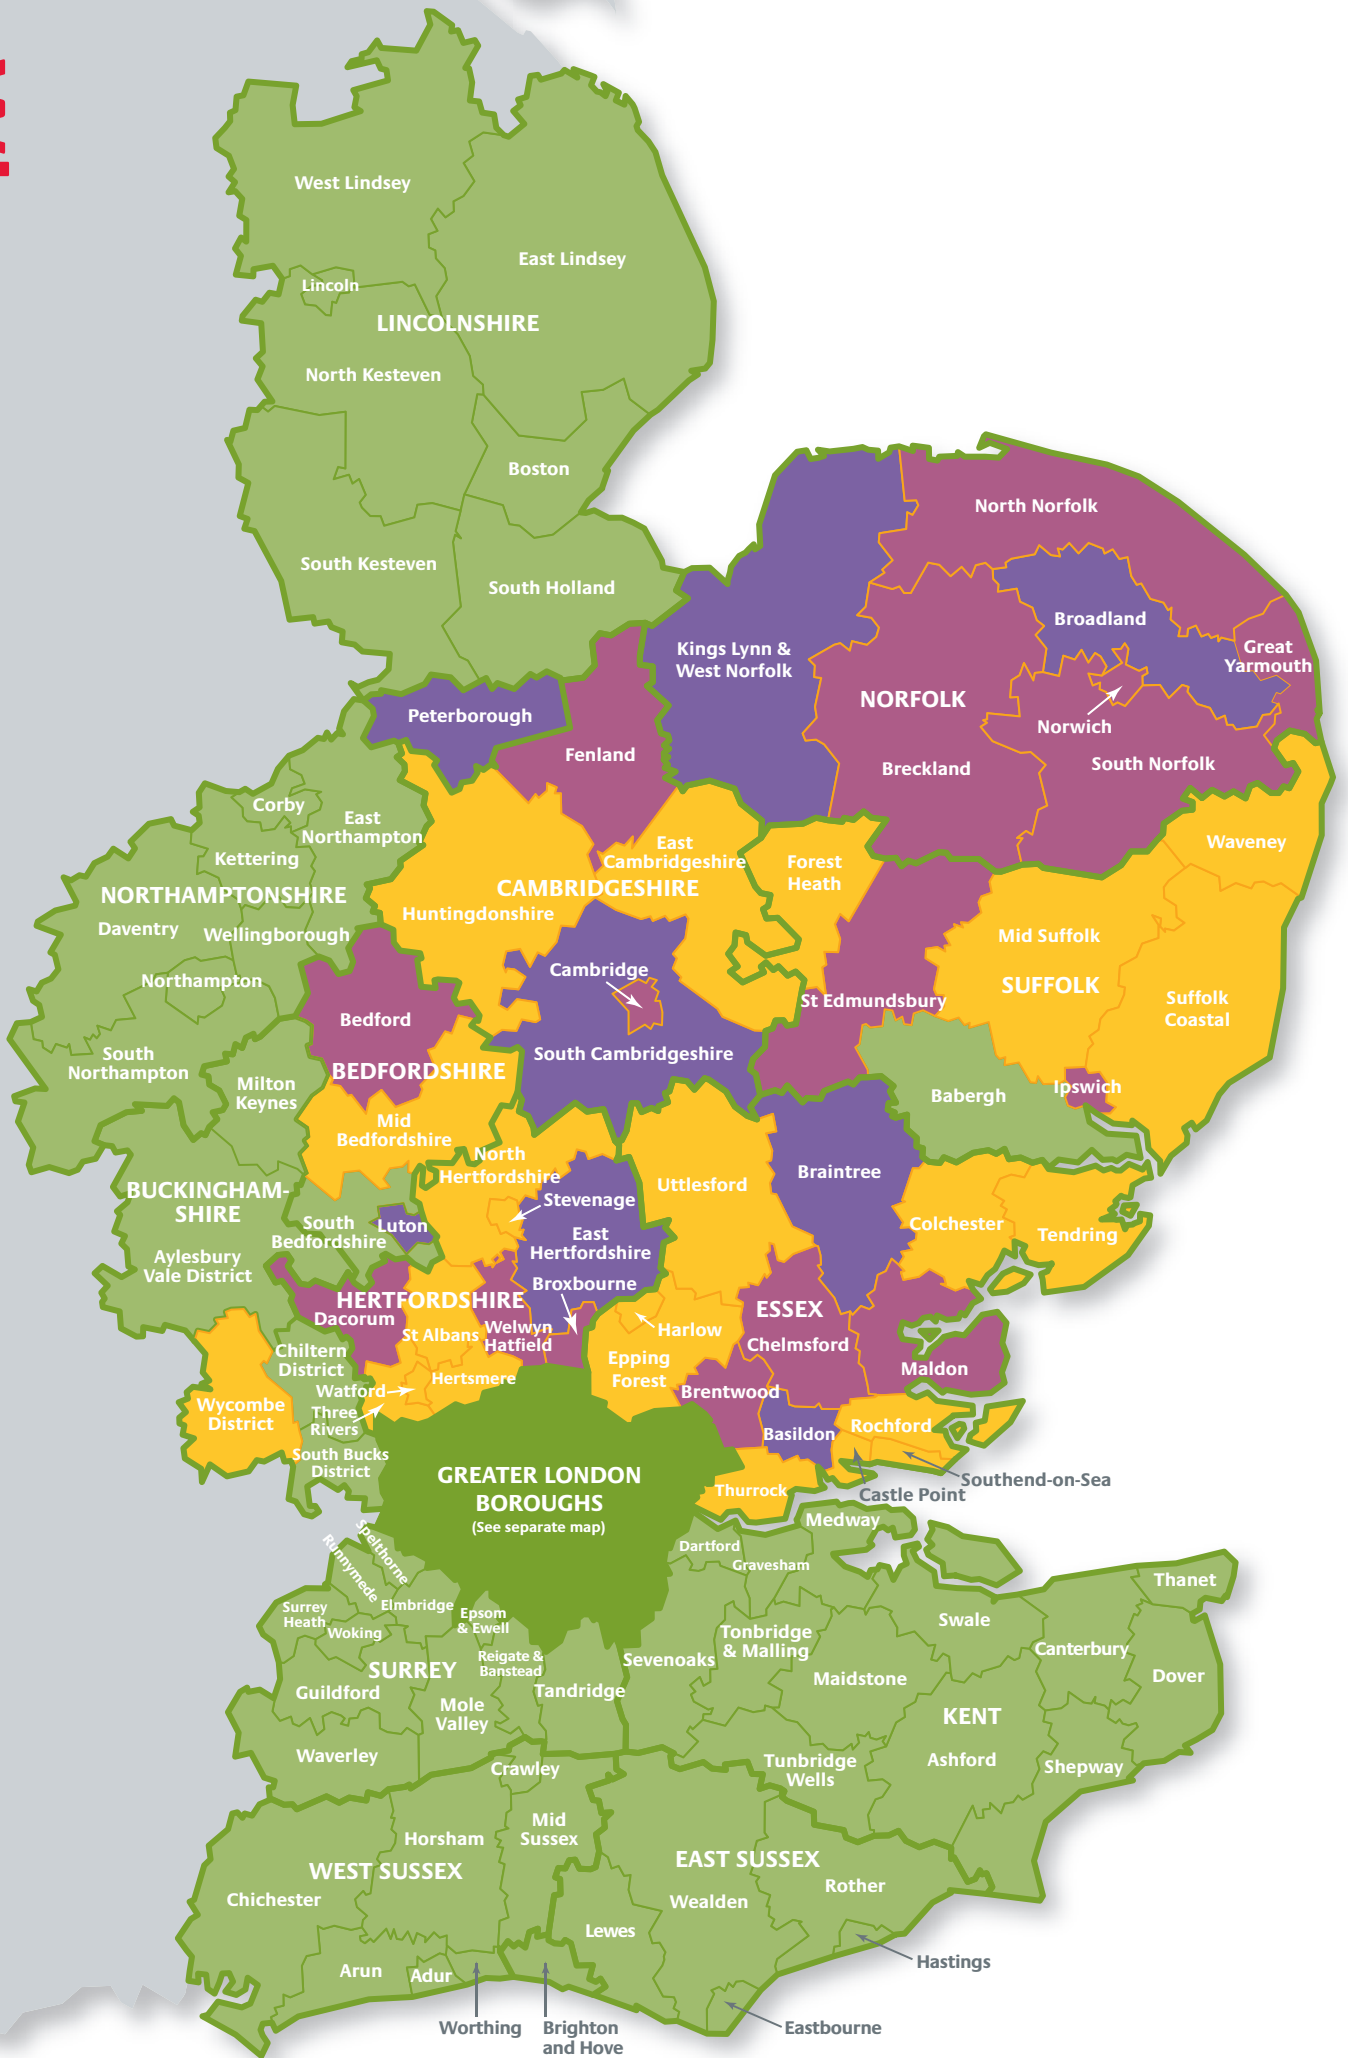 West Lindsey
East Lindsey
Lincoln
LINCOLNSHIRE
North Kesteven
Boston
South Kesteven
South Holland
North Norfolk
Broadland
Kings Lynn &
West Norfolk
Great
Yarmouth
NORFOLK
Norwich
Breckland
South Norfolk
Peterborough
Fenland
Corby
East
Northampton
Kettering
NORTHAMPTONSHIRE
Daventry
Wellingborough
Northampton
South
Northampton
East
Cambridgeshire
CAMBRIDGESHIRE
Huntingdonshire
Cambridge
South Cambridgeshire
Forest
Heath
Waveney
Mid Suffolk
SUFFOLK
St Edmundsbury
Suffolk
Coastal
Babergh
Ipswich
Bedford
BEDFORDSHIRE
Mid
Bedfordshire
Milton
Keynes
BUCKINGHAM-
SHIRE
South
Bedfordshire
Luton
Aylesbury
Vale District
North
Hertfordshire
Stevenage
East
Hertfordshire
Broxbourne
HERTFORDSHIRE
Dacorum
St Albans
Welwyn
Hatfield
Chiltern
District
Watford
Hertsmere
Three
Rivers
Wycombe
District
South Bucks
District
Uttlesford
Braintree
Colchester
Tendring
ESSEX
Harlow
Chelmsford
Epping
Forest
Maldon
Brentwood
Basildon
Rochford
Southend-on-Sea
Castle Point
Thurrock
GREATER LONDON
BOROUGHS
(See separate map)
Medway
Dartford
Gravesham
Thanet
Spelthorne
Runnymede
Surrey
Heath
Elmbridge
Woking
Epsom
& Ewell
Reigate &
Banstead
SURREY
Guildford
Mole
Valley
Tandridge
Waverley
Sevenoaks
Tonbridge
& Malling
Maidstone
Swale
Canterbury
Dover
KENT
Ashford
Shepway
Tunbridge
Wells
Crawley
Mid
Sussex
Horsham
WEST SUSSEX
Chichester
Arun
Adur
Worthing
Brighton
and Hove
EAST SUSSEX
Rother
Wealden
Lewes
Hastings
Eastbourne